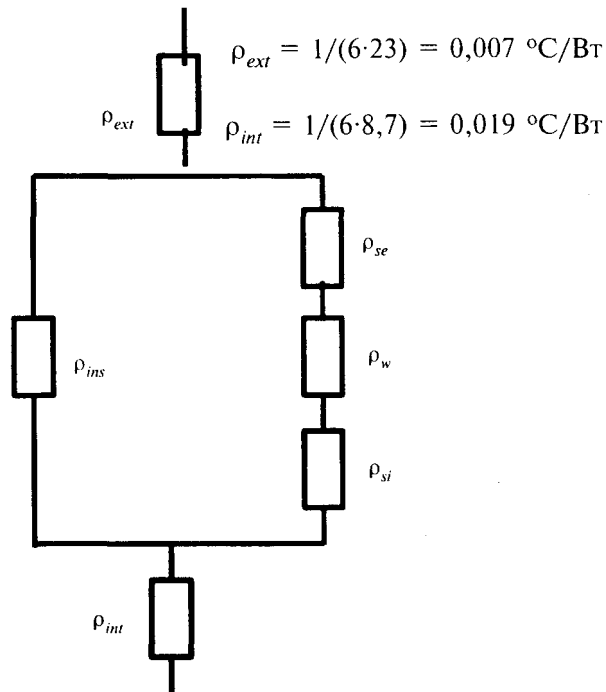 ρext = 1/(6·23) = 0,007 °C/Вт
ρext
ρint = 1/(6·8,7) = 0,019 °C/Вт
ρse
ρins
ρw
ρsi
ρint